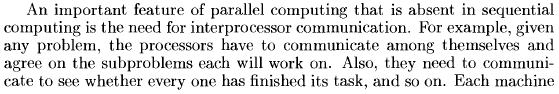 An important feature of parallel computing that is absent in sequential
computing is the need for interprocessor communication. For example, given
any problem, the processors have to communicate among themselves and
agree on the subproblems each will work on. Also, they need to communi-
cate to see whether every one has finished its task, and so on. Each machine